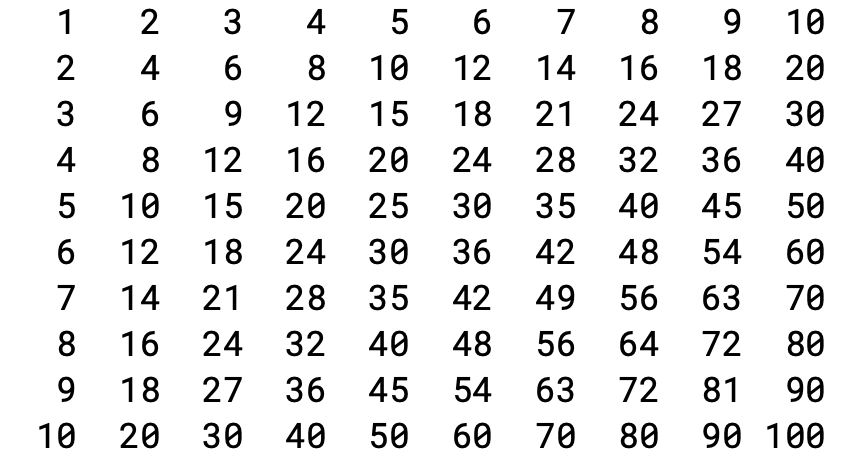 1 2 3 4 5 6 7 8 9 10
2 4 6 8 10 12 14 16 18 20
3 6 9 12 15 18 21 24 27 30
4 8 12 16 20 24 28 32 36 40
5 10 15 20 25 30 35 40 45 50
6 12 18 24 30 36 42 48 54 60
7 14 21 28 35 42 49 56 63 70
8 16 24 32 40 48 56 64 72 80
9 18 27 36 45 54 63 72 81 90
10 20 30 40 50 60 70 80 90 100